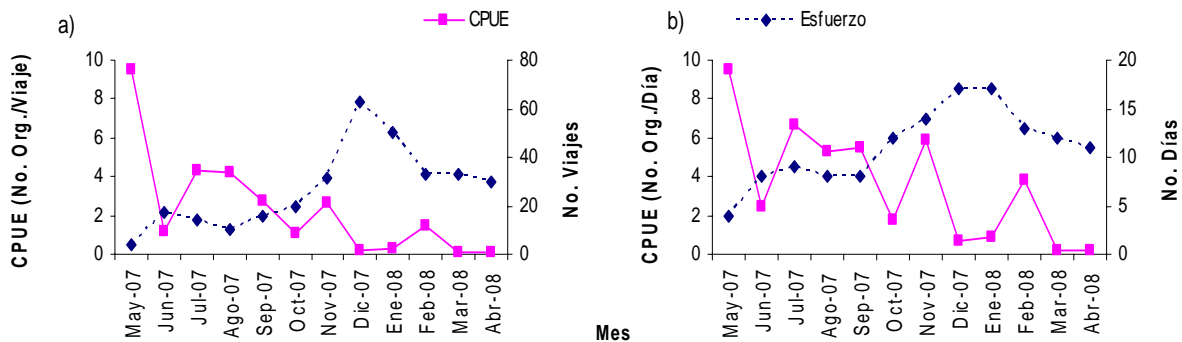 a)
CPUE
Esfuerzo
b)
CPUE (No. Org./Viaje)
10
8
6
4
2
0
80
60
40
20
0
No. Viajes
May-07
Jun-07
Jul-07
Ago-07
Sep-07
Oct-07
Nov-07
Dic-07
Ene-08
Feb-08
Mar-08
Abr-08
CPUE (No. Org./Día)
10
8
6
4
2
0
20
15
10
5
0
No. Días
May-07
Jun-07
Jul-07
Ago-07
Sep-07
Oct-07
Nov-07
Dic-07
Ene-08
Feb-08
Mar-08
Abr-08
Mes